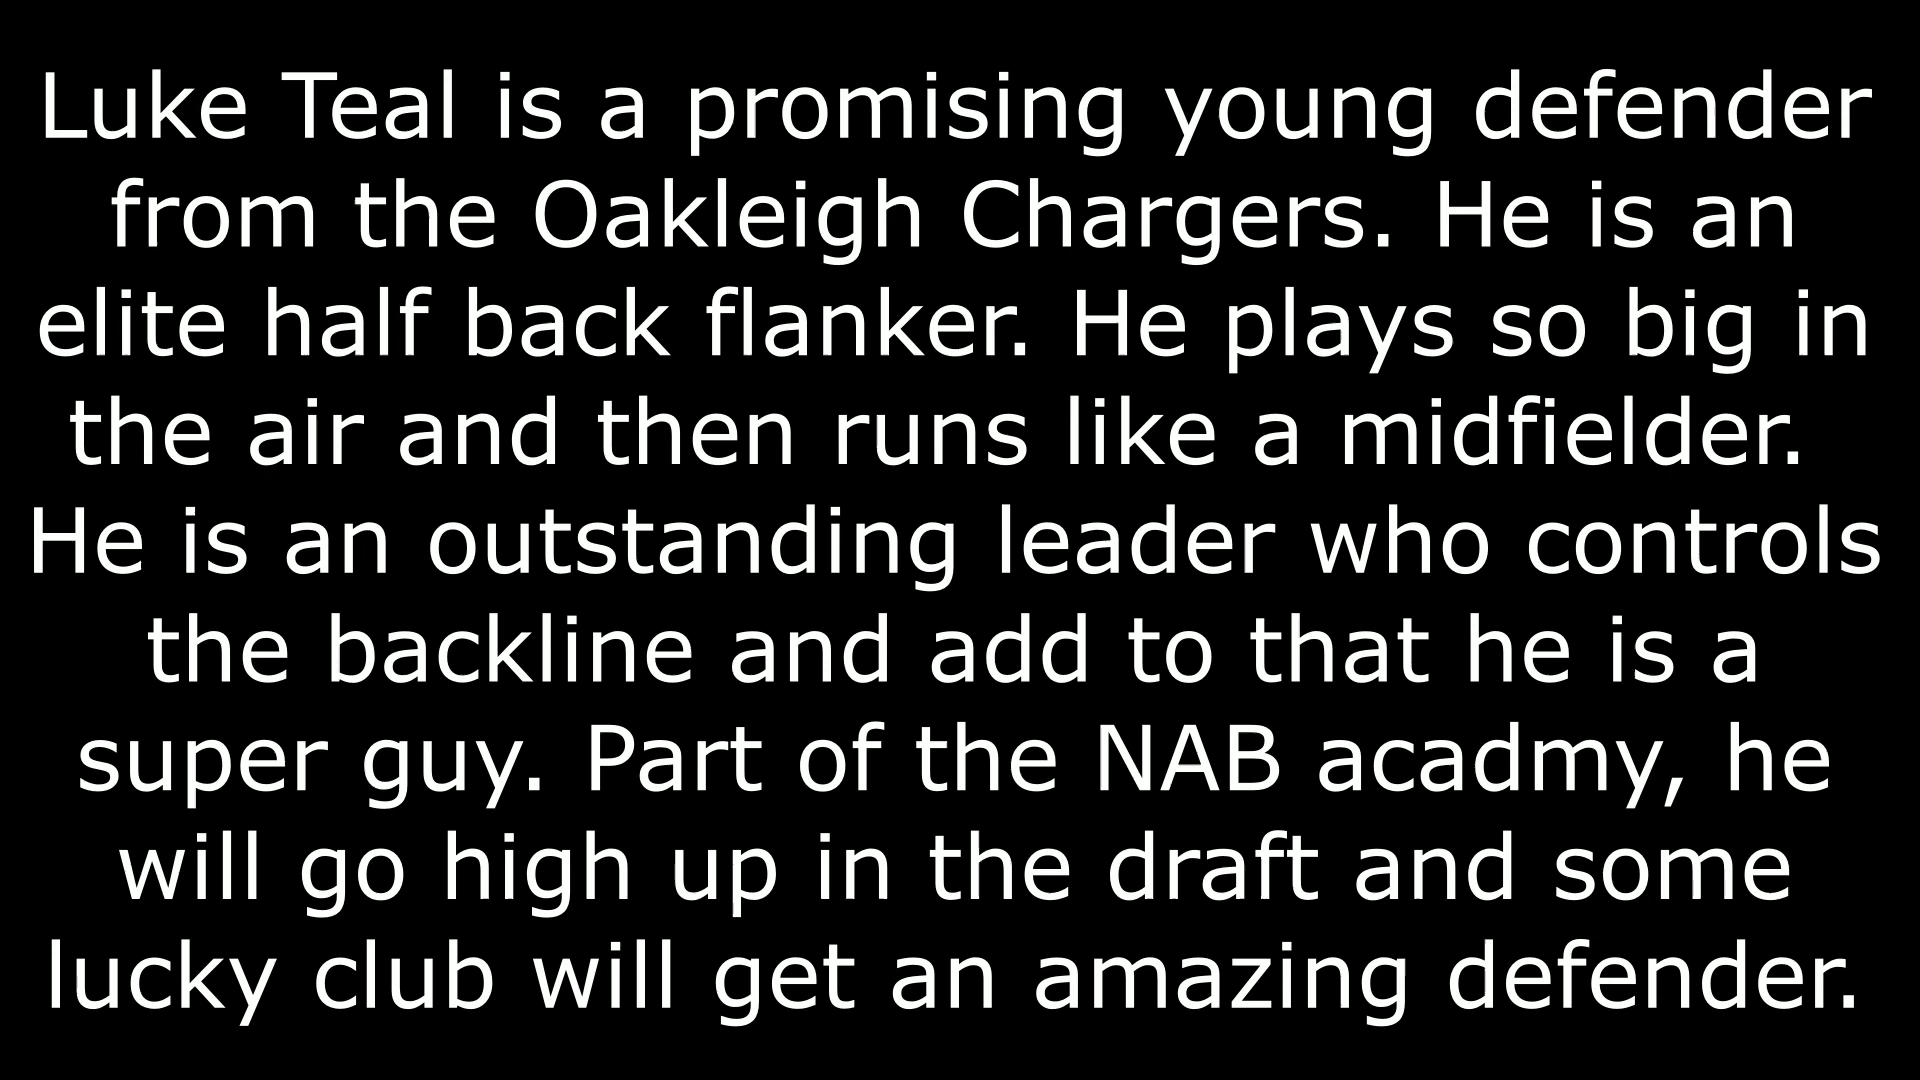 Luke Teal is a promising young defender
from the Oakleigh Chargers. He is an
elite half back flanker. He plays so big in
the air and then runs like a midfielder.
He is an outstanding leader who controls
the backline and add to that he is a
super guy. Part of the NAB acadmy, he
will go high up in the draft and some
lucky club will get an amazing defender.